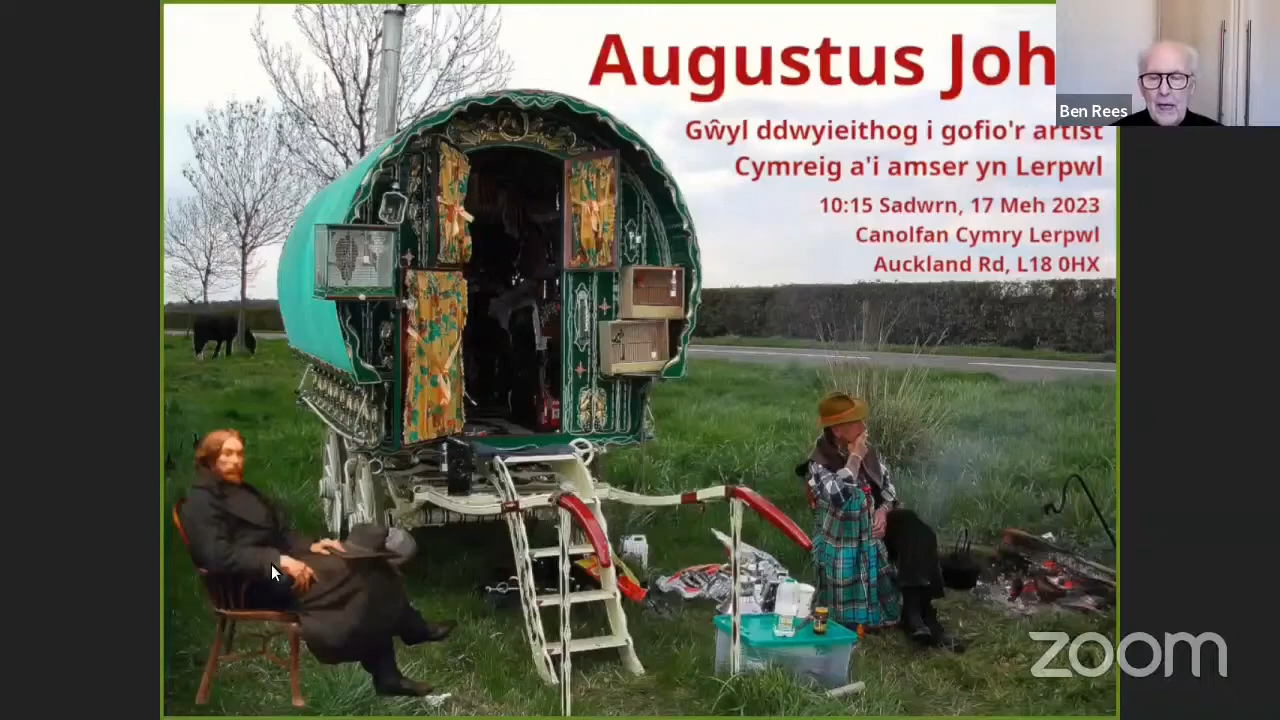 Augustus Joh
Ben Rees
Gŵyl ddwyieithog i gofio'r artist
Cymreig a'i amser yn Lerpwl
10:15 Sadwrn, 17 Meh 2023
Canolfan Cymry Lerpwl
Auckland Rd, L18 0HX
zoom